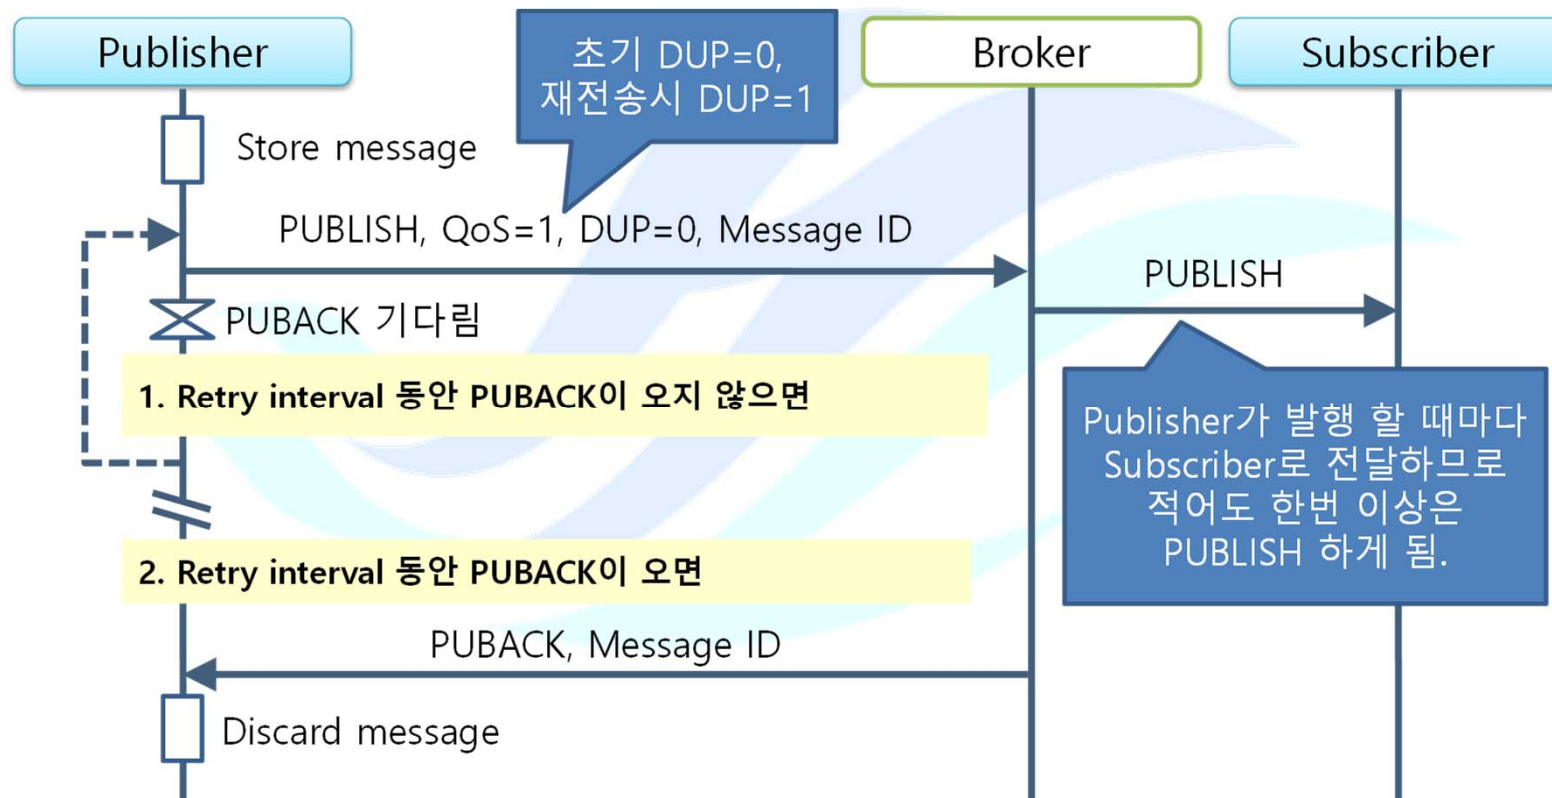 Publisher
초기 DUP=0,
재전송시 DUP=1
Broker
Subscriber
Store message
PUBLISH, QoS=1, DUP=0, Message ID
PUBLISH
PUBACK 기다림
1. Retry interval 동안 PUBACK이 오지 않으면
Publisher가 발행 할 때마다
Subscriber로 전달하므로
적어도 한번 이상은
PUBLISH 하게 됨.
2. Retry interval 동안 PUBACK이 오면
PUBACK, Message ID
Discard message